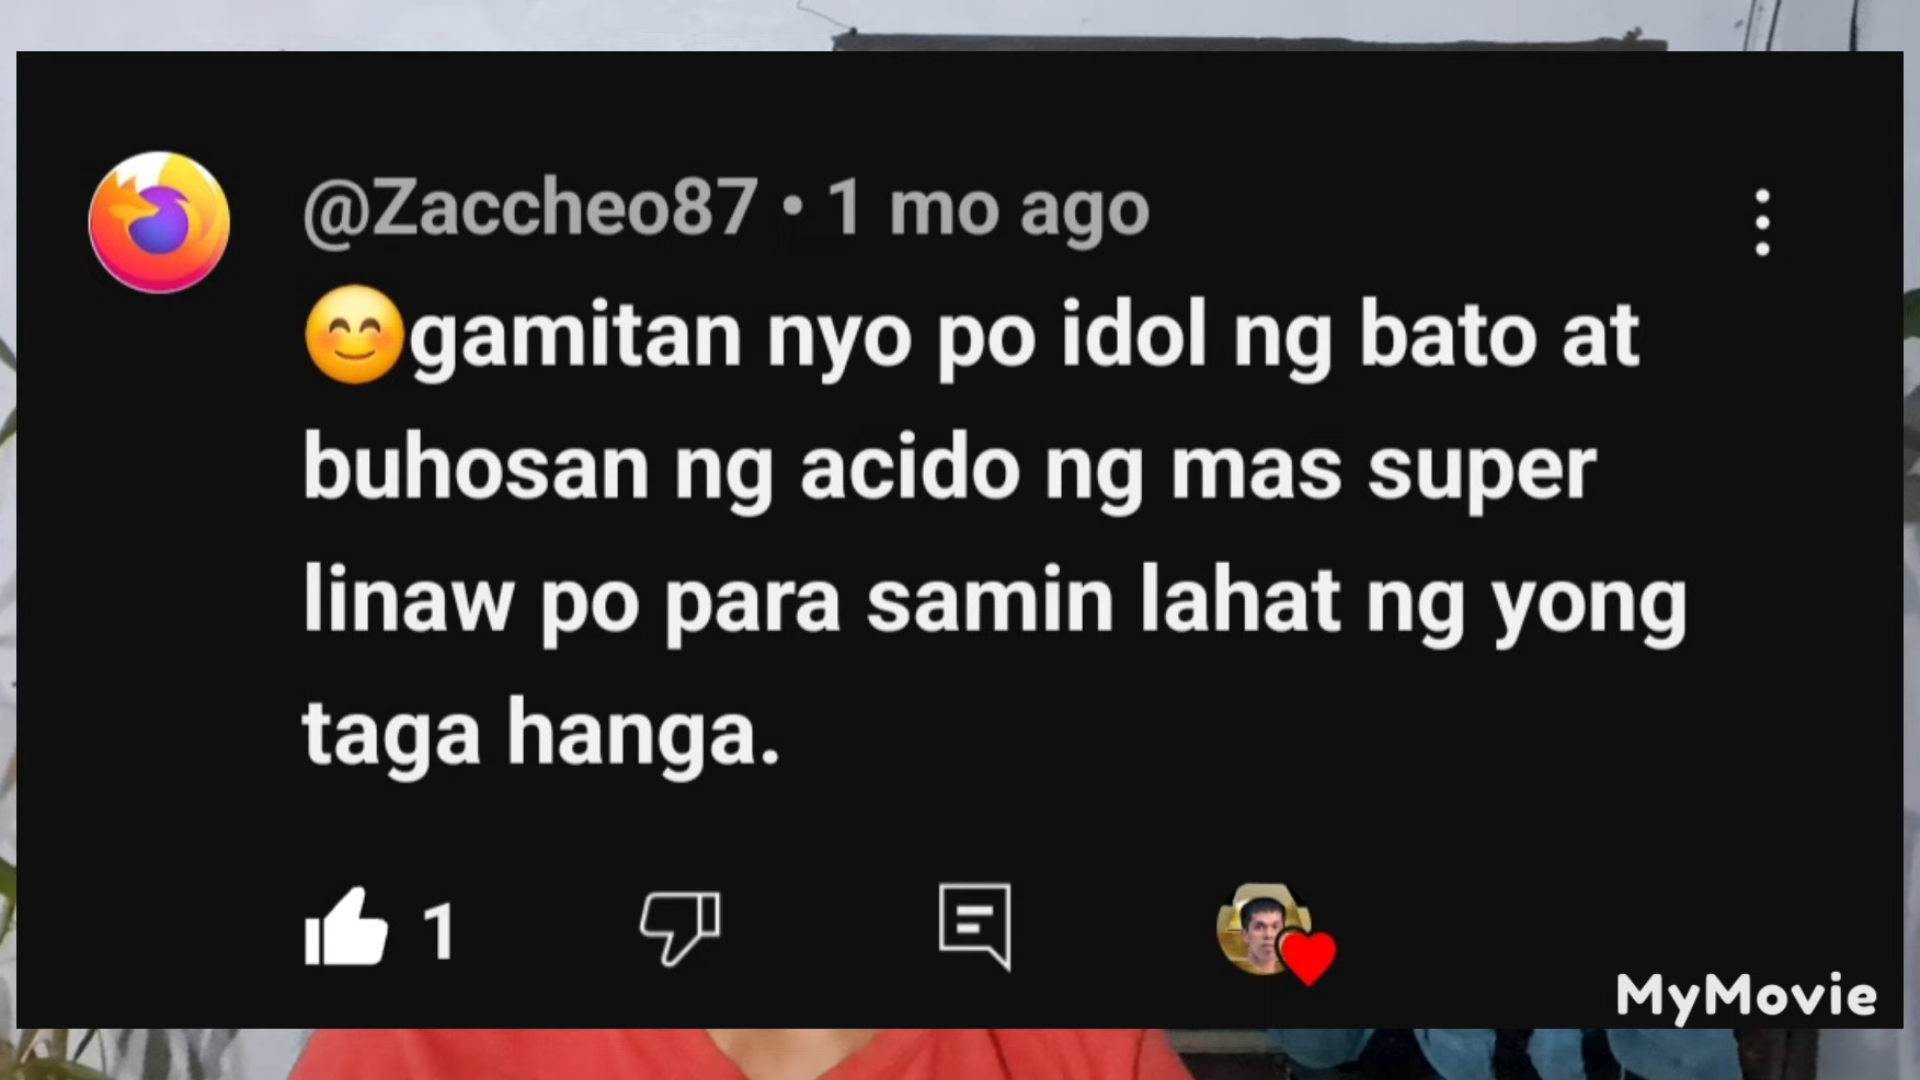 @Zaccheo87 • 1 mo ago
😊gamitan nyo po idol ng bato at
buhosan ng acido ng mas super
linaw po para samin lahat ng yong
taga hanga.
1
MyMovie